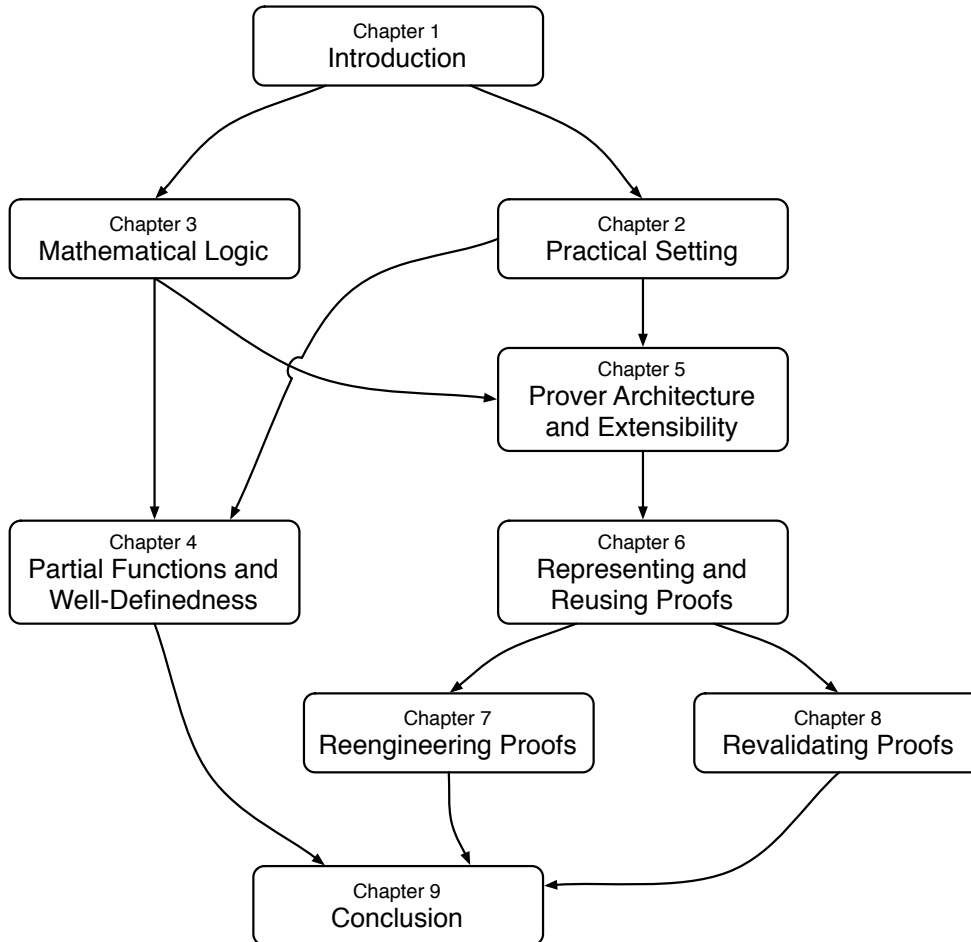 Chapter 1
Introduction
Chapter 3
Mathematical Logic
Chapter 2
Practical Setting
Chapter 5
Prover Architecture
and Extensibility
Chapter 4
Partial Functions and
Well-Definedness
Chapter 6
Representing and
Reusing Proofs
Chapter 7
Reengineering Proofs
Chapter 8
Revalidating Proofs
Chapter 9
Conclusion